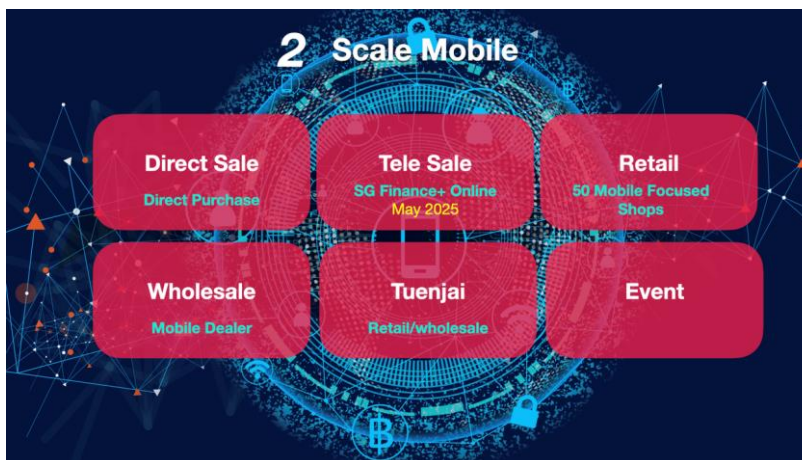 2 Scale Mobile
Direct Sale
Direct Purchase
Tele Sale
SG Finance+ Online
May 2025
Retail
50 Mobile Focused
Shops
Wholesale
Mobile Dealer
Tuenjai
Retail/wholesale
Event